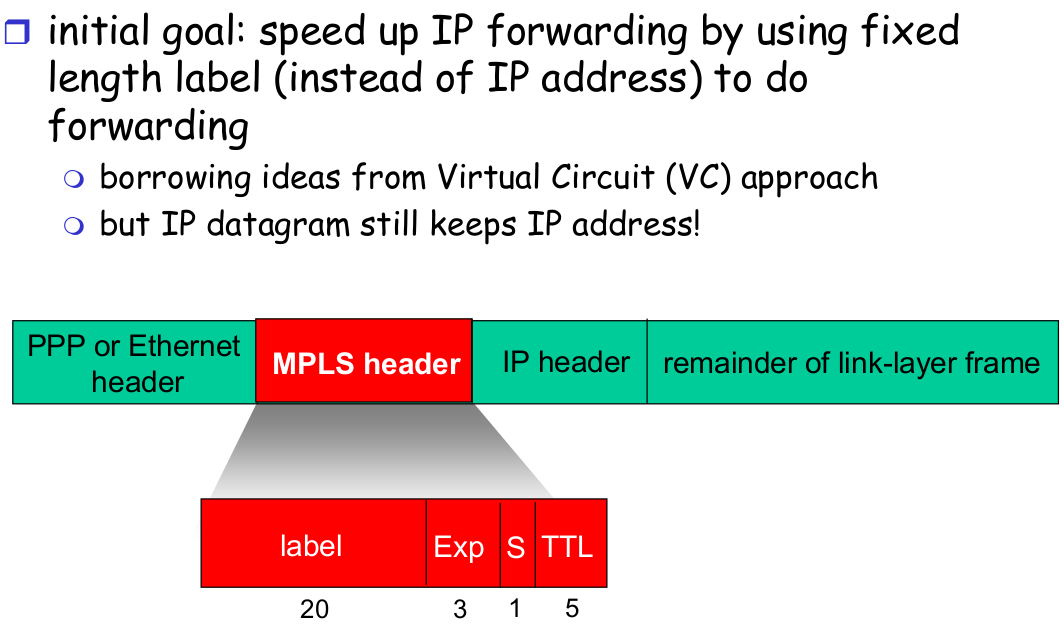 initial goal: speed up IP forwarding by using fixed
length label (instead of IP address) to do
forwarding
borrowing ideas from Virtual Circuit (VC) approach
but IP datagram still keeps IP address!
PPP or Ethernet
header
MPLS header
IP header
remainder of link-layer frame
label
Exp
S
TTL
20
3
1
5